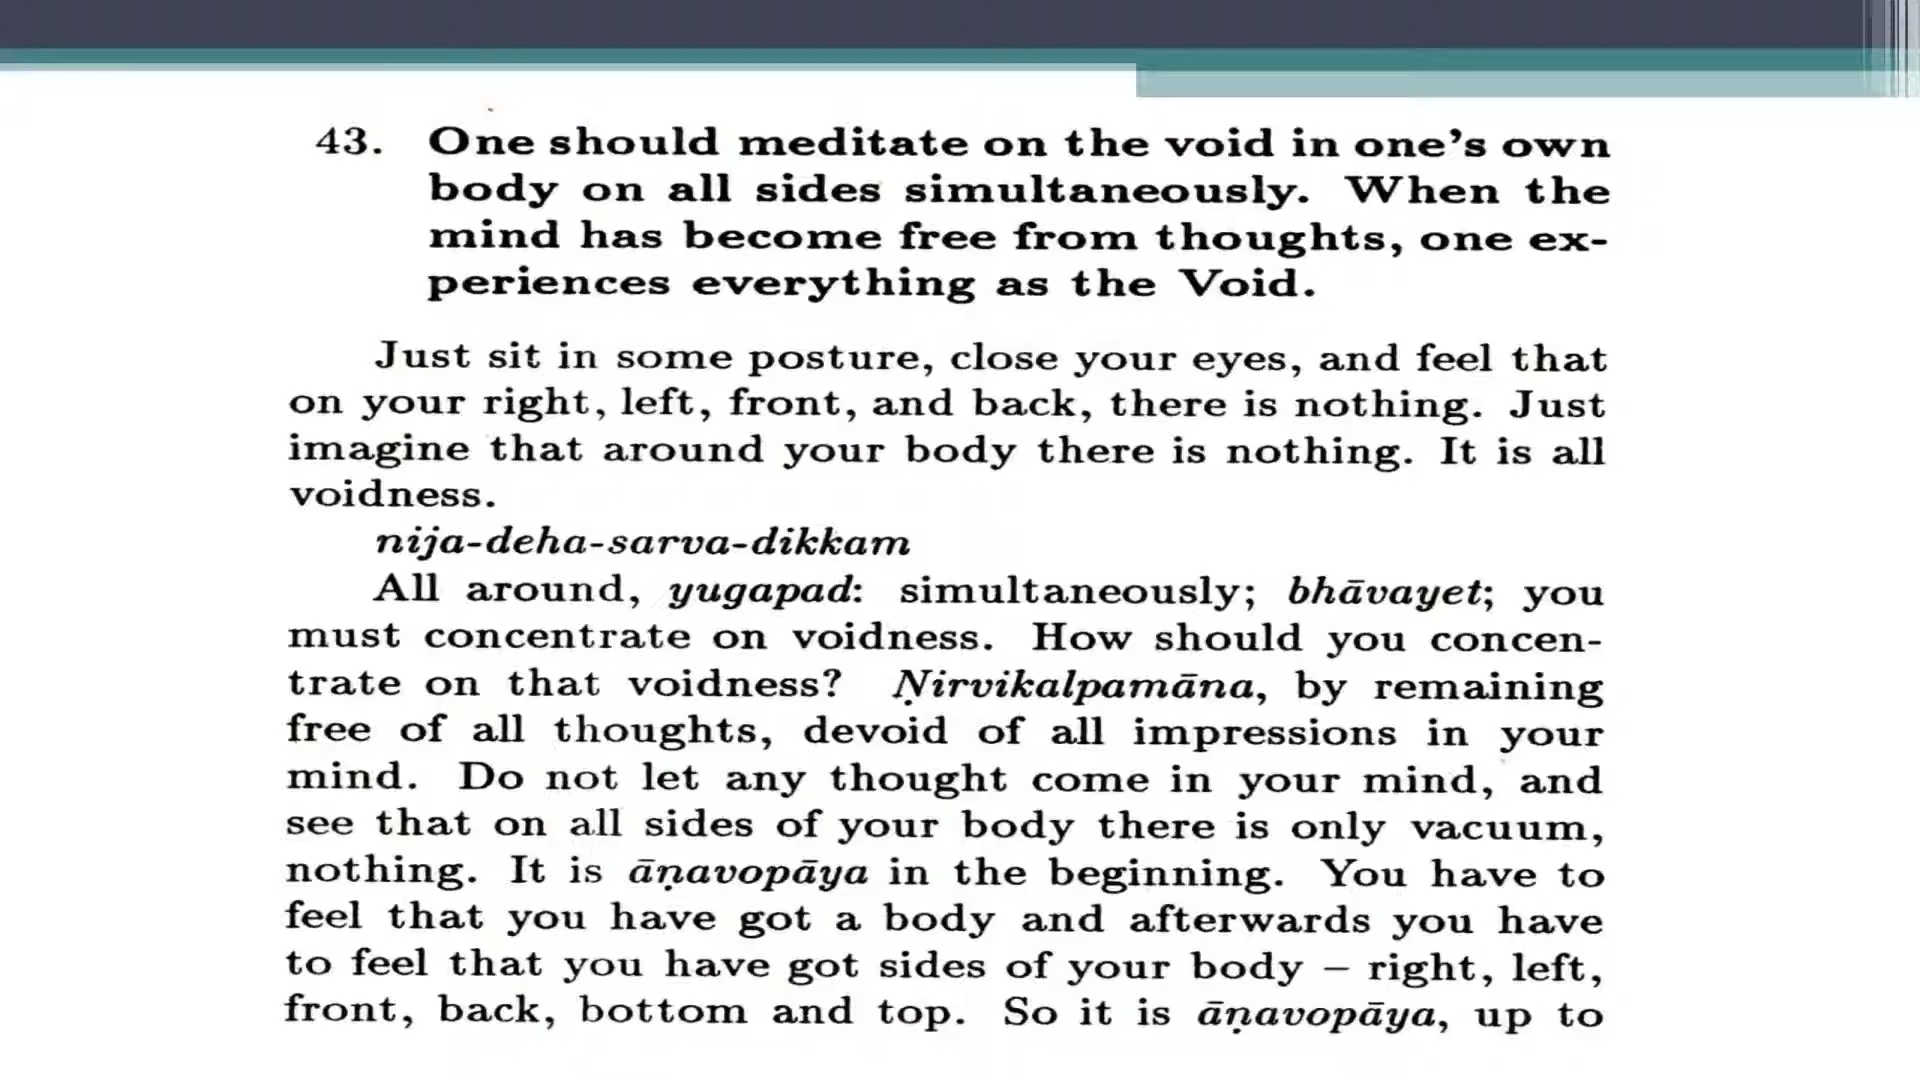 43. One should meditate on the void in one's own
body on all sides simultaneously. When the
mind has become free from thoughts, one ex-
periences everything as the Void.
Just sit in some posture, close your eyes, and feel that
on your right, left, front, and back, there is nothing. Just
imagine that around your body there is nothing. It is all
voidness.
nija-deha-sarva-dikkam
All around, yugapad: simultaneously; bhāvayet; you
must concentrate on voidness. How should you concen-
trate on that voidness? Ṇirvikalpamāna, by remaining
free of all thoughts, devoid of all impressions in your
mind. Do not let any thought come in your mind, and
see that on all sides of your body there is only vacuum,
nothing. It is āṇavopāya in the beginning. You have to
feel that you have got a body and afterwards you have
to feel that you have got sides of your body – right, left,
front, back, bottom and top. So it is āṇavopāya, up to